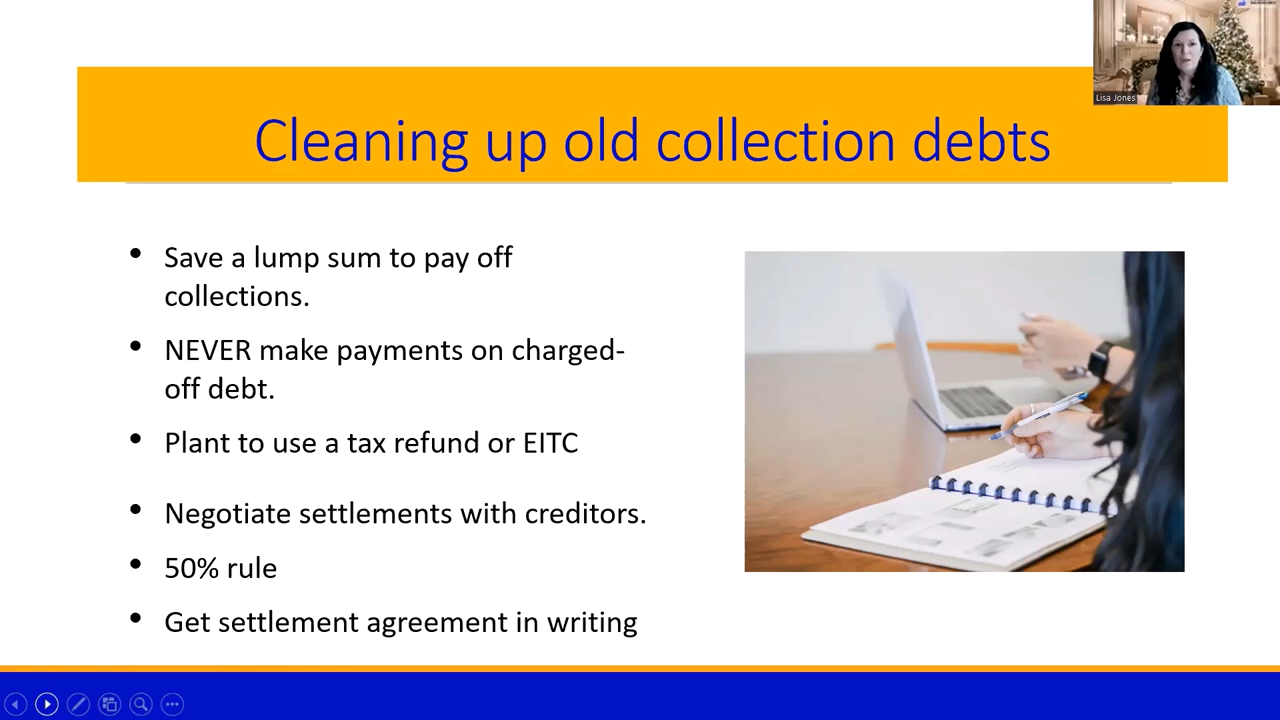 Lisa Jones
Cleaning up old collection debts
• Save a lump sum to pay off
collections.
• NEVER make payments on charged-
off debt.
• Plant to use a tax refund or EITC
• Negotiate settlements with creditors.
• 50% rule
• Get settlement agreement in writing